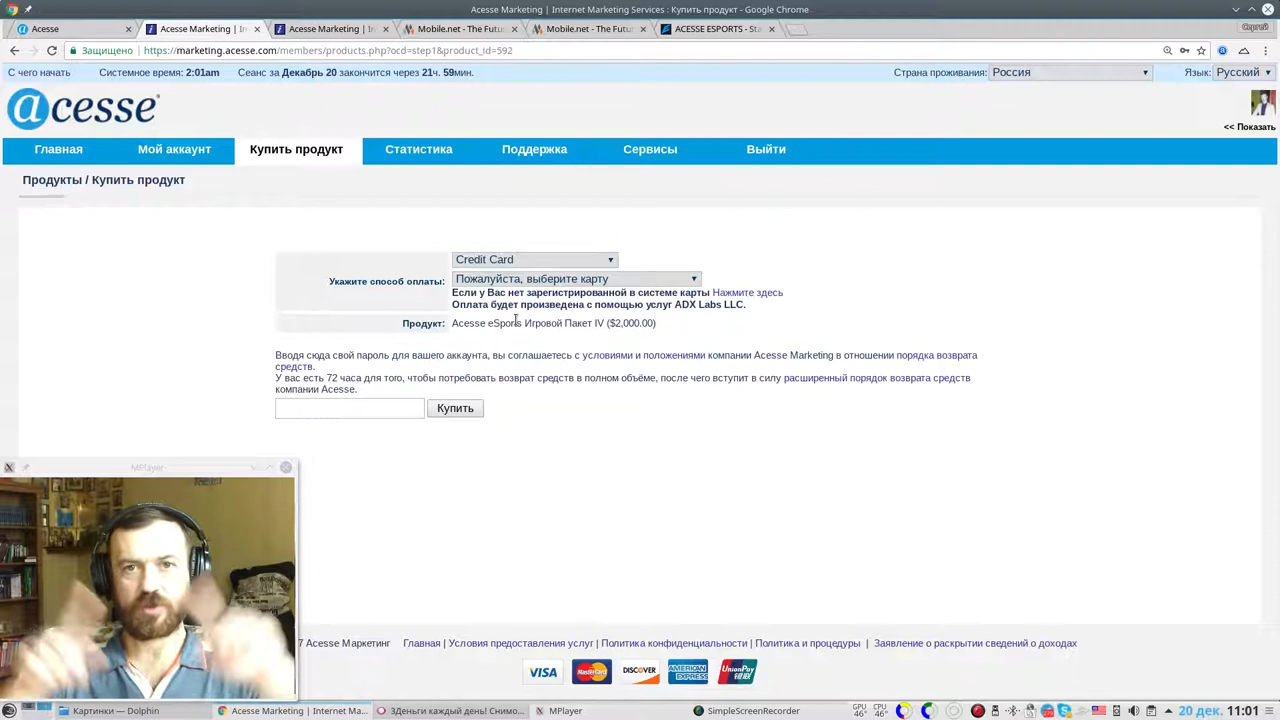 Acesse Marketing | Internet Marketing Services : Купить продукт - Google Chrome
Acesse
Acesse Marketing | In
Acesse Marketing | In
Mobile.net - The Futu
Mobile.net - The Futu
ACESSE ESPORTS - Sta
Сергей
Защищено
https://marketing.acesse.com/members/products.php?ocd=step1&product_id=592
С чего начать
Системное время: 2:01am
Сеанс за Декабрь 20 закончится через 21ч. 59мин.
Страна проживания:
Россия
Язык:
Русский
acesse
<< Показать
Главная
Мой аккаунт
Купить продукт
Статистика
Поддержка
Сервисы
Выйти
Продукты / Купить продукт
Укажите способ оплаты:
Credit Card
Пожалуйста, выберите карту
Если у Вас нет зарегистрированной в системе карты Нажмите здесь
Оплата будет произведена с помощью услуг ADX Labs LLC.
Продукт:
Acesse eSports Игровой Пакет IV ($2,000.00)
Вводя сюда свой пароль для вашего аккаунта, вы соглашаетесь с условиями и положениями компании Acesse Marketing в отношении порядка возврата
средств.
У вас есть 72 часа для того, чтобы потребовать возврат средств в полном объёме, после чего вступит в силу расширенный порядок возврата средств
компании Acesse.
Купить
MPlayer
7 Acesse Маркетинг
Главная | Условия предоставления услуг | Политика конфиденциальности | Политика и процедуры | Заявление о раскрытии сведений о доходах
VISA
MasterCard
DISCOVER
AMERICAN EXPRESS
UnionPay
Картинки — Dolphin
Acesse Marketing | Internet Ma...
3Деньги каждый день! Снимо...
MPlayer
SimpleScreenRecorder
GPU
46°
CPU
46°
20 дек.
11:01